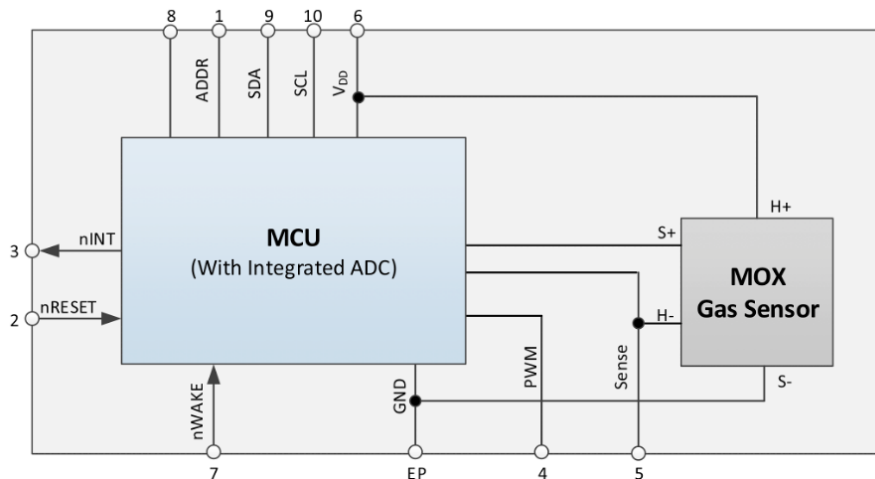 8 1 9 10 6
ADDR
SDA
SCL
VDD
H+
MCU
(With Integrated ADC)
S+
MOX
Gas Sensor
3
nINT
2
nRESET
H-
S-
nWAKE
GND
PWM
Sense
7 EP 4 5